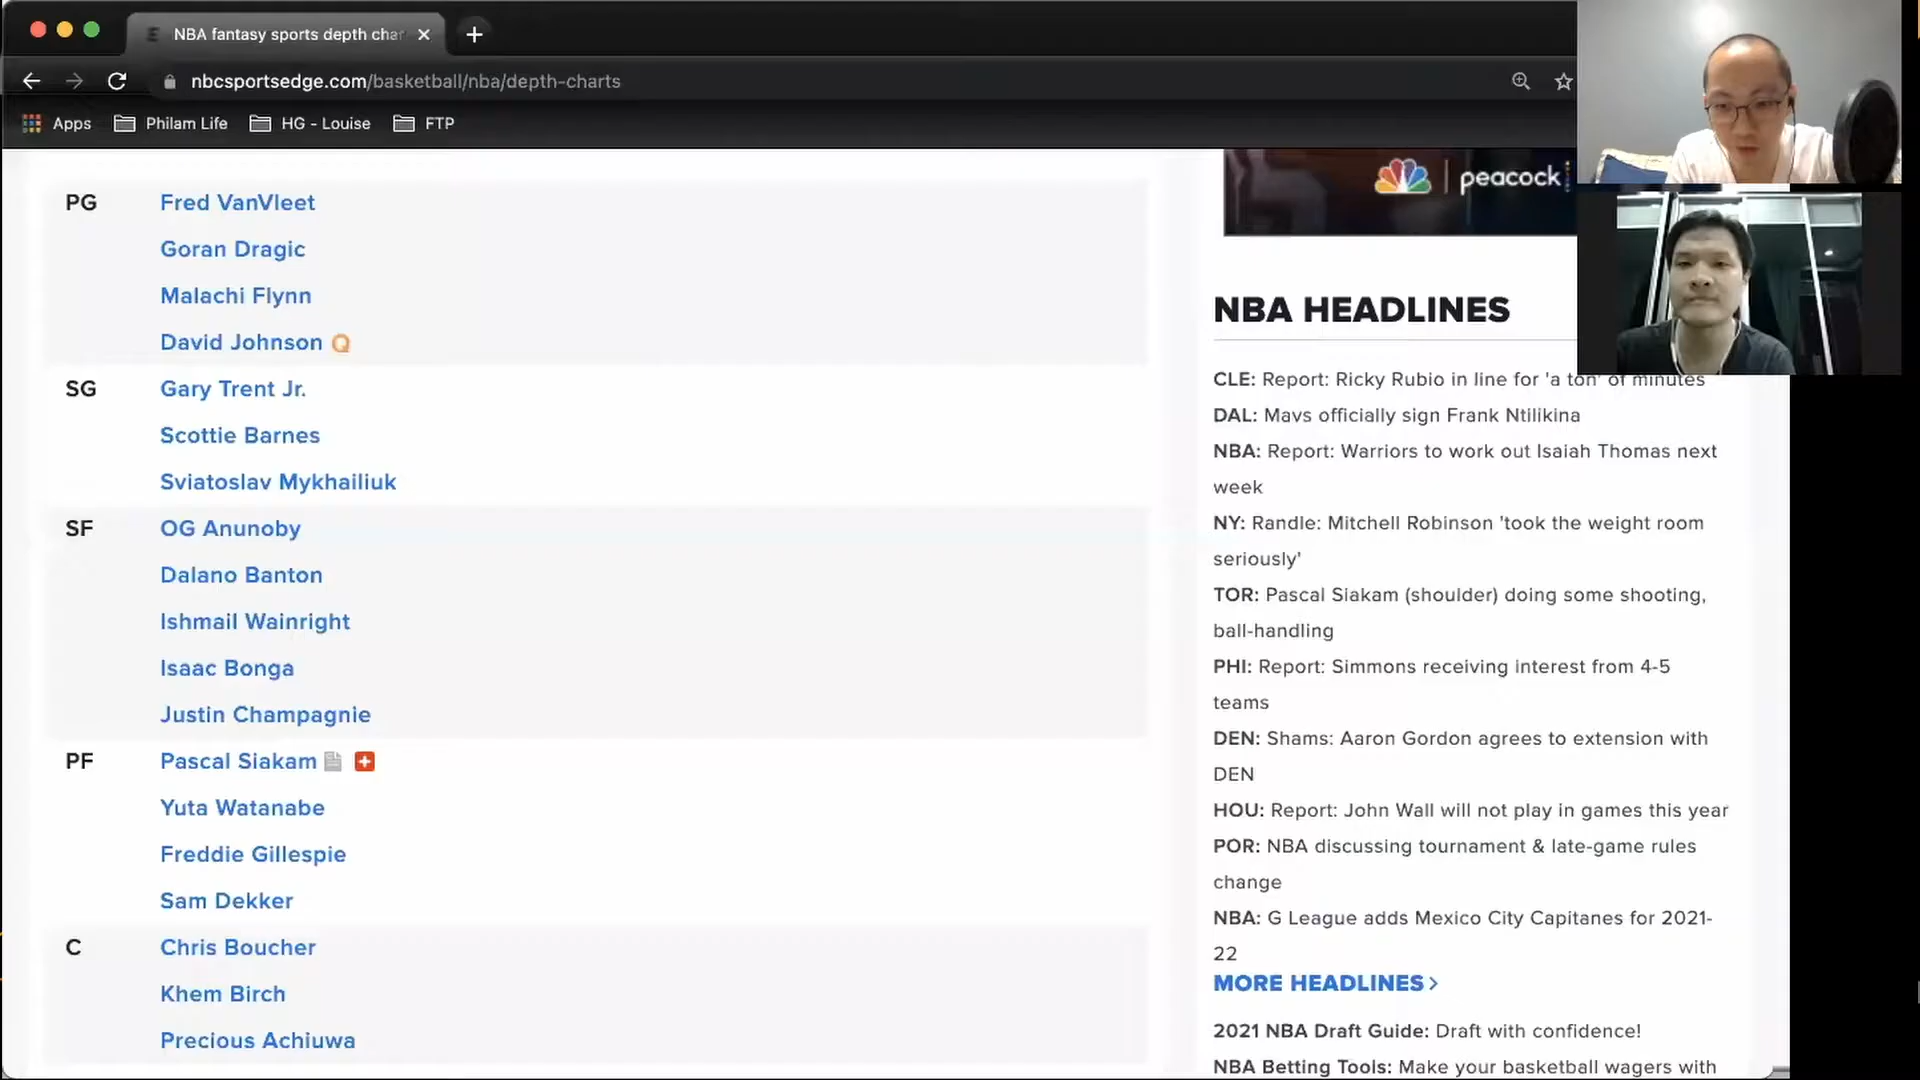 NBA fantasy sports depth char
nbcsportsedge.com/basketball/nba/depth-charts
Apps
Philam Life
HG - Louise
FTP
PG
Fred VanVleet
Goran Dragic
Malachi Flynn
David Johnson Q
SG
Gary Trent Jr.
Scottie Barnes
Sviatoslav Mykhailiuk
SF
OG Anunoby
Dalano Banton
Ishmail Wainright
Isaac Bonga
Justin Champagnie
PF
Pascal Siakam
Yuta Watanabe
Freddie Gillespie
Sam Dekker
C
Chris Boucher
Khem Birch
Precious Achiuwa
peacock
NBA HEADLINES
CLE: Report: Ricky Rubio in line for 'a ton' of minutes
DAL: Mavs officially sign Frank Ntilikina
NBA: Report: Warriors to work out Isaiah Thomas next
week
NY: Randle: Mitchell Robinson 'took the weight room
seriously'
TOR: Pascal Siakam (shoulder) doing some shooting,
ball-handling
PHI: Report: Simmons receiving interest from 4-5
teams
DEN: Shams: Aaron Gordon agrees to extension with
DEN
HOU: Report: John Wall will not play in games this year
POR: NBA discussing tournament & late-game rules
change
NBA: G League adds Mexico City Capitanes for 2021-
22
MORE HEADLINES
2021 NBA Draft Guide: Draft with confidence!
NBA Betting Tools: Make your basketball wagers with